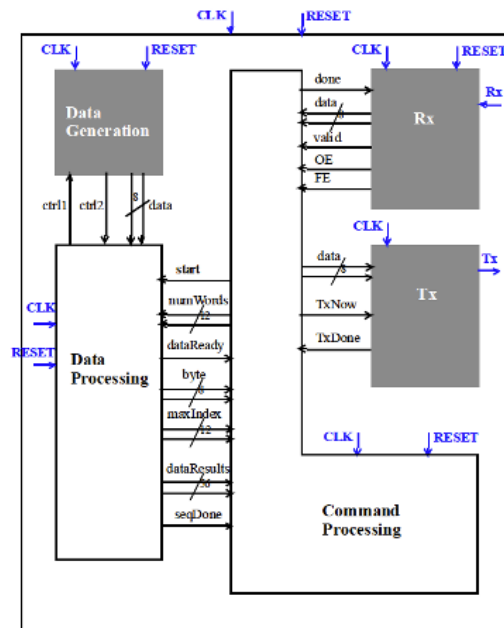 CLK
RESET
CLK
RESET
Data
Generation
ctrl1
ctrl2
8
data
CLK
RESET
Data
Processing
start
numWords
12
dataReady
byte
8
maxIndex
12
dataResults
56
seqDone
CLK
RESET
done
data
8
valid
OE
FE
Rx
Rx
CLK
data
8
TxNow
TxDone
Tx
Tx
CLK
RESET
Command
Processing